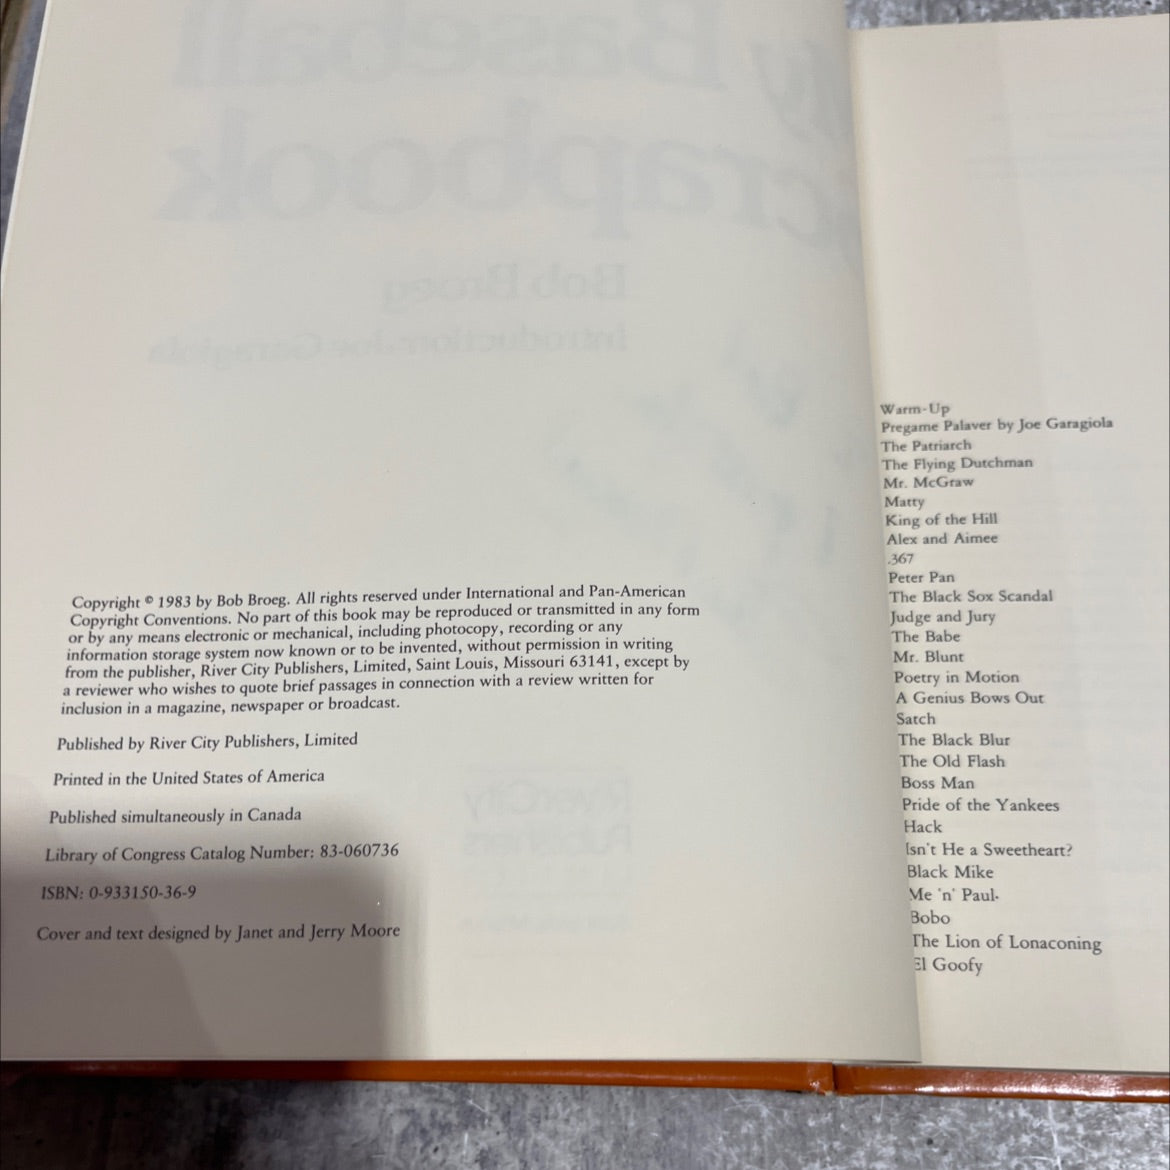 Copyright © 1983 by Bob Broeg. All rights reserved under International and Pan-American
Copyright Conventions. No part of this book may be reproduced or transmitted in any form
or by any means electronic or mechanical, including photocopy, recording or any
information storage system now known or to be invented, without permission in writing
from the publisher, River City Publishers, Limited, Saint Louis, Missouri 63141, except by
a reviewer who wishes to quote brief passages in connection with a review written for
inclusion in a magazine, newspaper or broadcast.
Published by River City Publishers, Limited
Printed in the United States of America
Published simultaneously in Canada
Library of Congress Catalog Number: 83-060736
ISBN: 0-933150-36-9
Cover and text designed by Janet and Jerry Moore
Warm-Up
Pregame Palaver by Joe Garagiola
The Patriarch
The Flying Dutchman
Mr. McGraw
Matty
King of the Hill
Alex and Aimee
.367
Peter Pan
The Black Sox Scandal
Judge and Jury
The Babe
Mr. Blunt
Poetry in Motion
A Genius Bows Out
Satch
The Black Blur
The Old Flash
Boss Man
Pride of the Yankees
Hack
Isn't He a Sweetheart?
Black Mike
Me 'n' Paul
Bobo
The Lion of Lonaconing
El Goofy